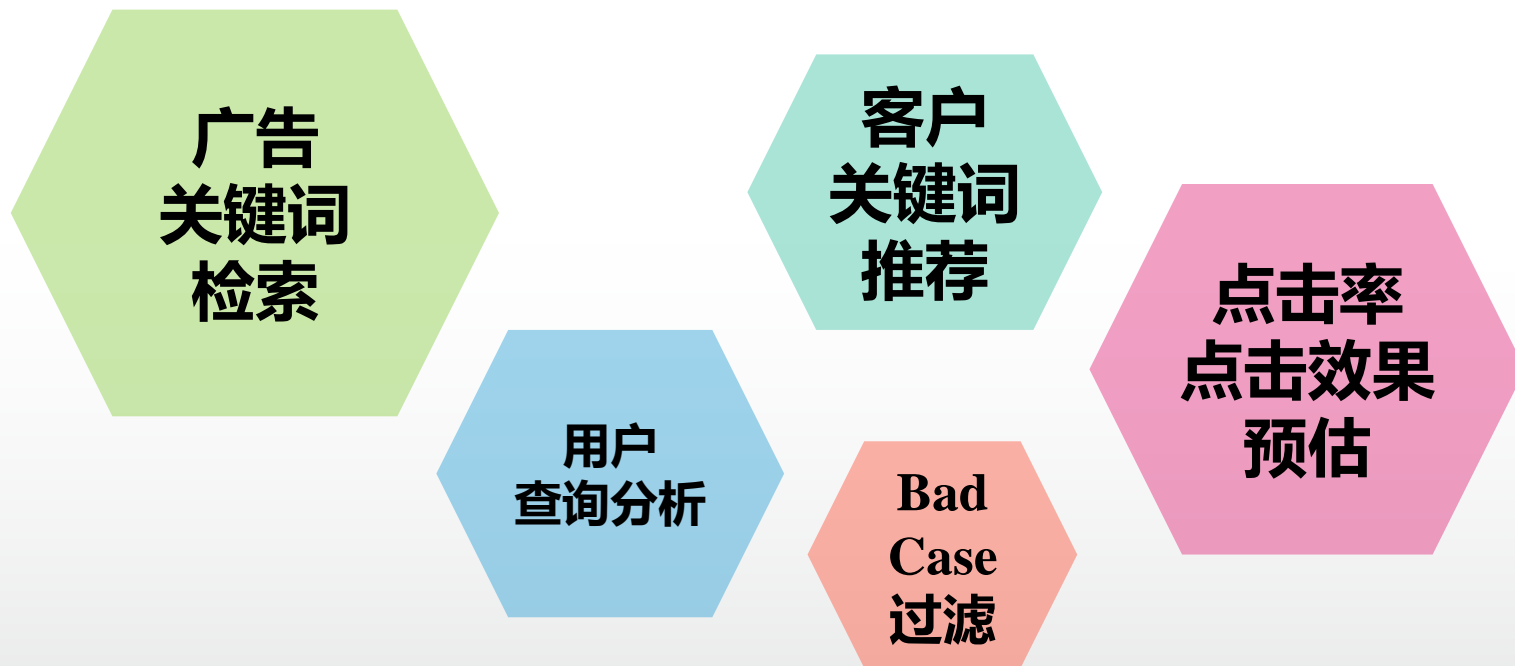 广告
关键词
检索
客户
关键词
推荐
点击率
点击效果
预估
用户
查询分析
Bad
Case
过滤